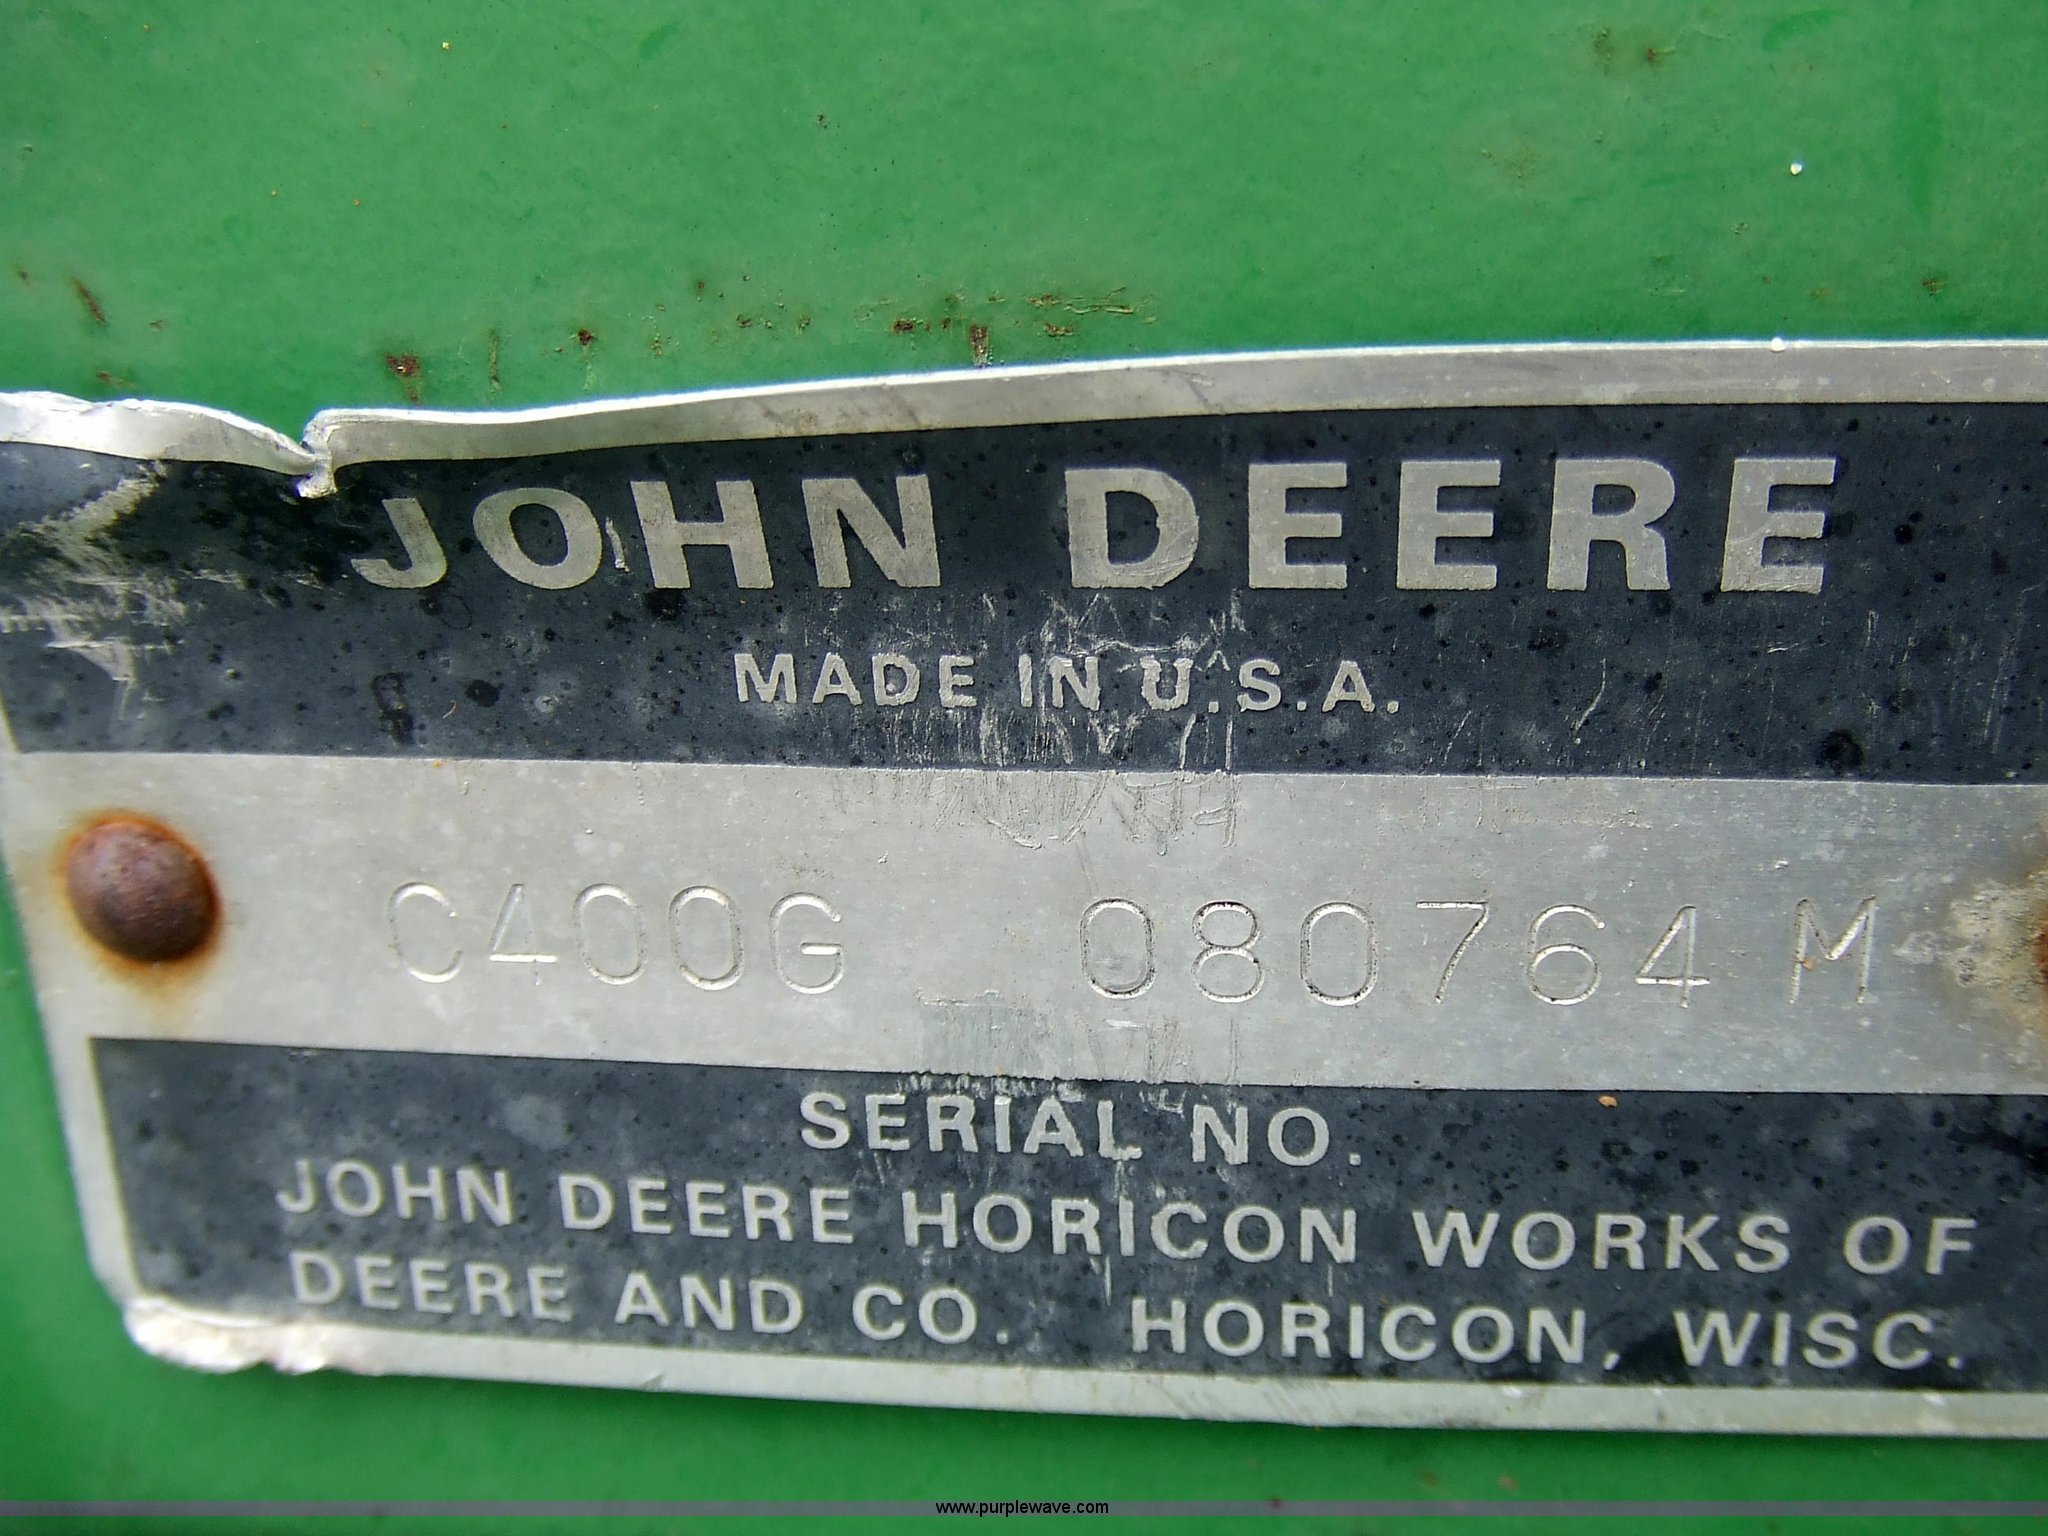 JOHN DEERE
MADE IN U.S.A.
C400G 080764M
SERIAL NO.
JOHN DEERE HORICON WORKS OF
DEERE AND CO. HORICON, WISC.
www.purplewave.com